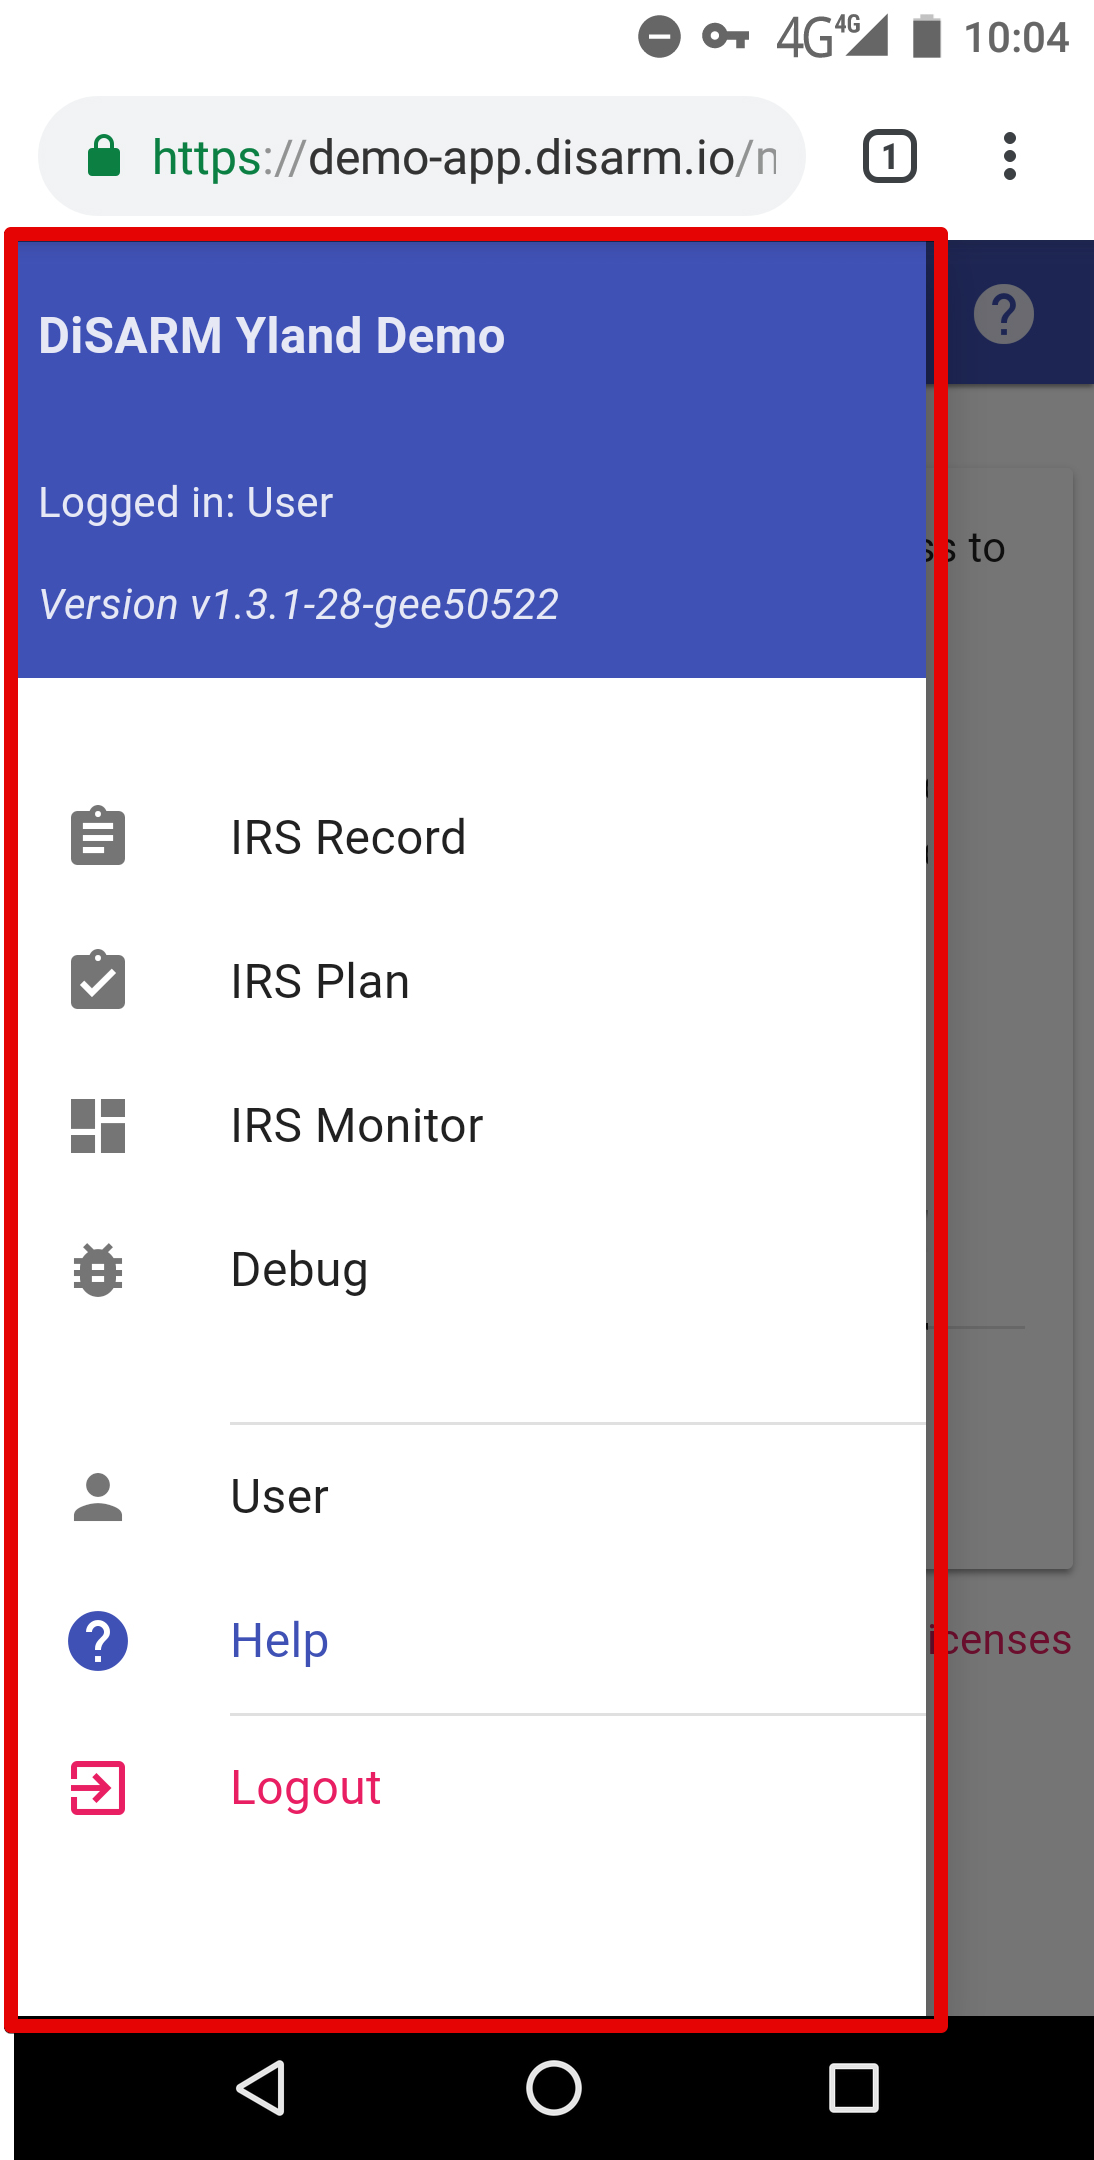 4G 4G 10:04
https://demo-app.disarm.io/
1
DiSARM Yland Demo
Logged in: User
to
Version v1.3.1-28-gee50522
IRS Record
IRS Plan
IRS Monitor
Debug
User
Help
icenses
Logout